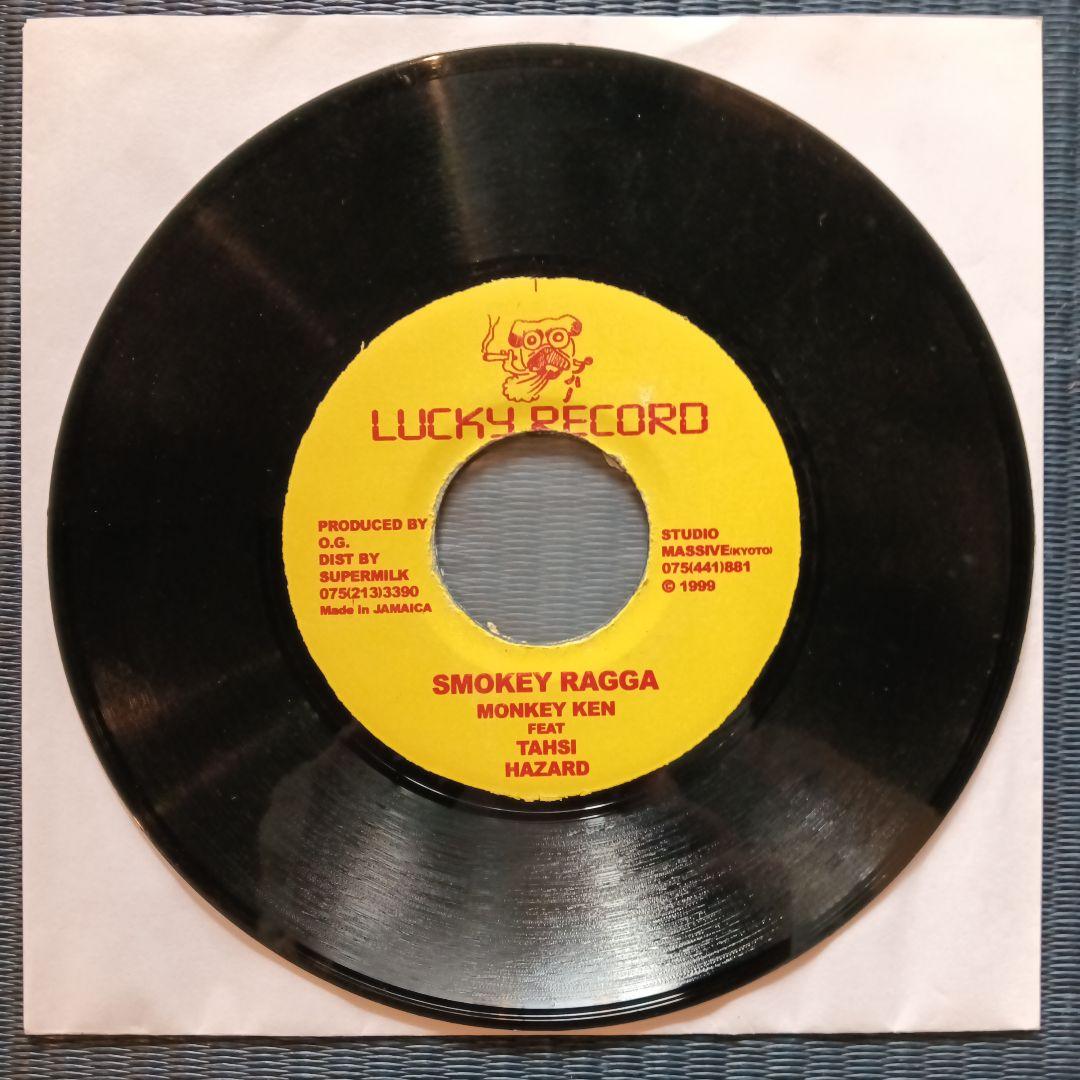 LUCKY RECORD
PRODUCED BY
O.G.
DIST BY
SUPERMILK
075(213)3390
Made in JAMAICA
STUDIO
MASSIVE(KYOTO)
075(441)881
© 1999
SMOKEY RAGGA
MONKEY KEN
FEAT
TAHSI
HAZARD